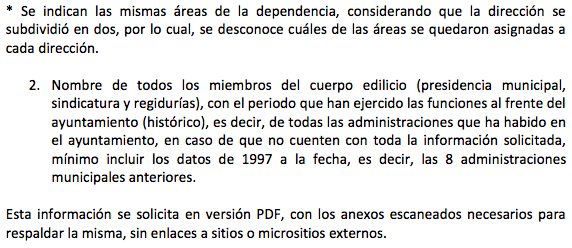 * Se indican las mismas áreas de la dependencia, considerando que la dirección se
subdividió en dos, por lo cual, se desconoce cuáles de las áreas se quedaron asignadas a
cada dirección.
2. Nombre de todos los miembros del cuerpo edilicio (presidencia municipal,
sindicatura y regidurías), con el periodo que han ejercido las funciones al frente del
ayuntamiento (histórico), es decir, de todas las administraciones que ha habido en
el ayuntamiento, en caso de que no cuenten con toda la información solicitada,
mínimo incluir los datos de 1997 a la fecha, es decir, las 8 administraciones
municipales anteriores.
Esta información se solicita en versión PDF, con los anexos escaneados necesarios para
respaldar la misma, sin enlaces a sitios o micrositios externos.